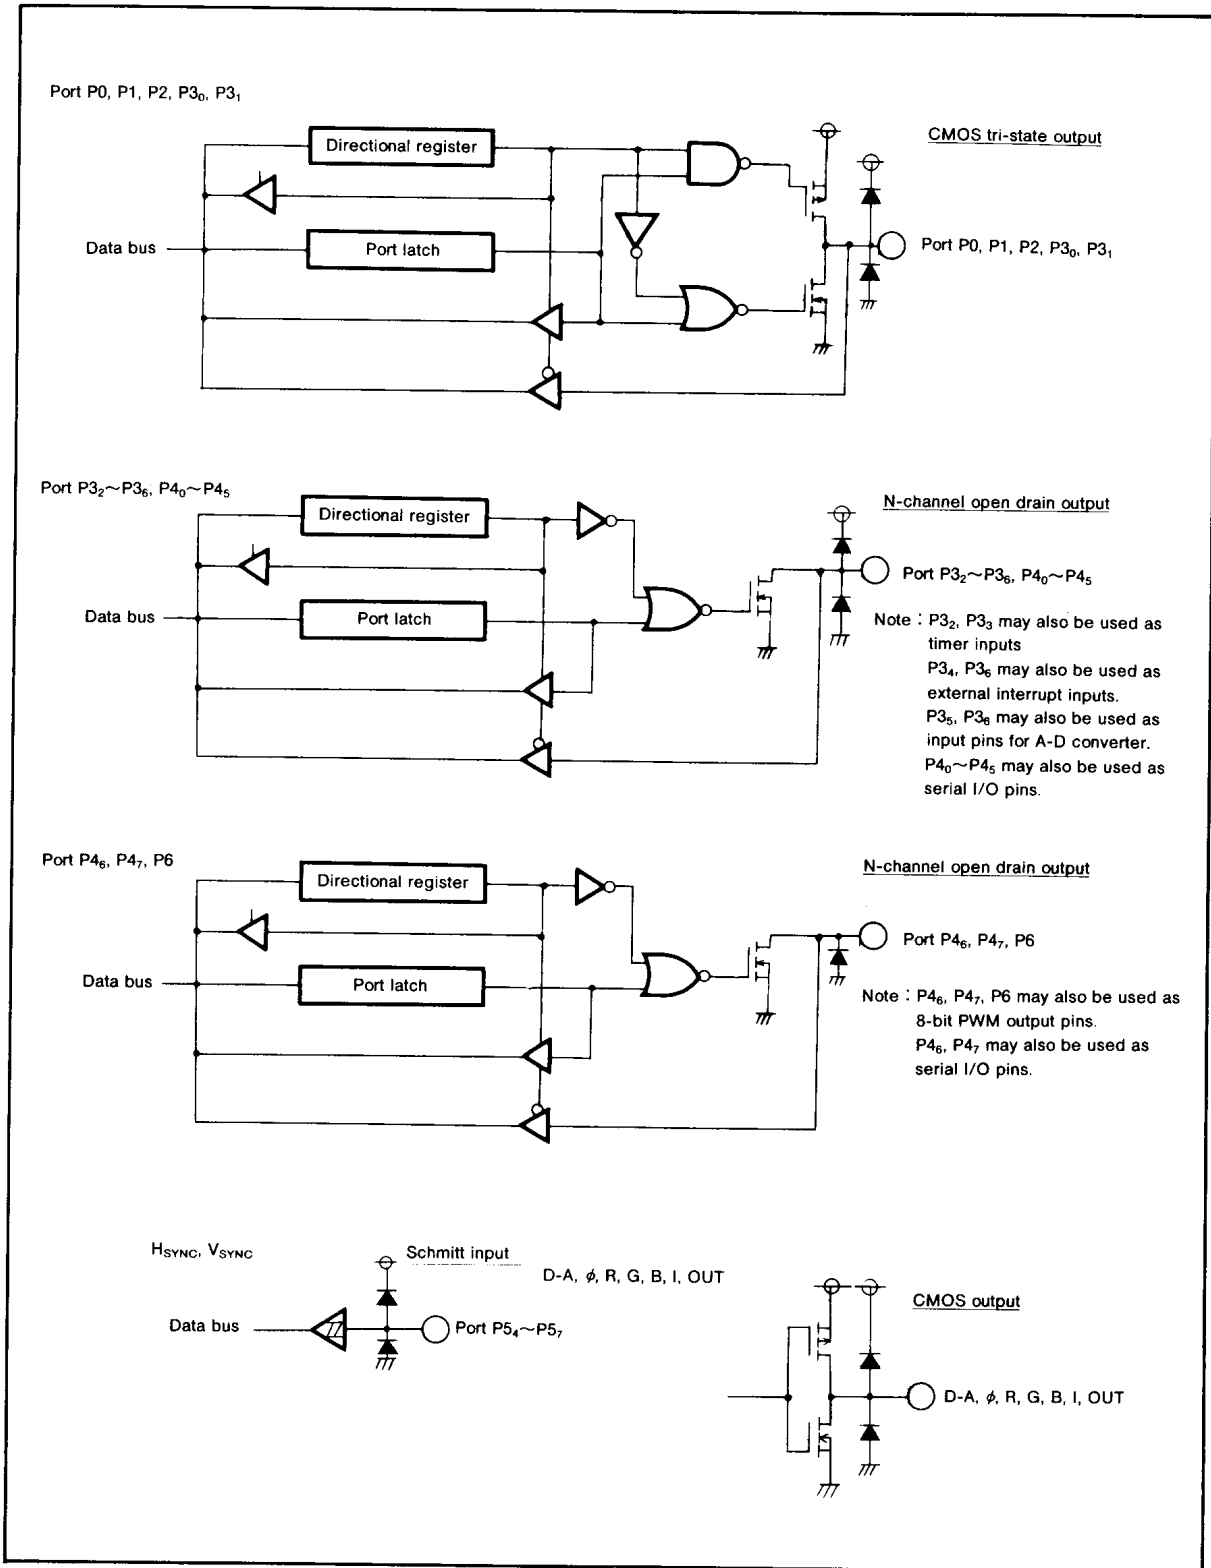 Port P0, P1, P2, P3₀, P3₁
Directional register
CMOS tri-state output
Data bus
Port latch
Port P0, P1, P2, P3₀, P3₁
Port P3₂~P3₆, P4₀~P4₅
Directional register
N-channel open drain output
Port P3₂~P3₆, P4₀~P4₅
Data bus
Port latch
Note : P3₂, P3₃ may also be used as
timer inputs
P3₄, P3₆ may also be used as
external interrupt inputs.
P3₅, P3₆ may also be used as
input pins for A-D converter.
P4₀~P4₅ may also be used as
serial I/O pins.
Port P4₆, P4₇, P6
Directional register
N-channel open drain output
Port P4₆, P4₇, P6
Data bus
Port latch
Note : P4₆, P4₇, P6 may also be used as
8-bit PWM output pins.
P4₆, P4₇ may also be used as
serial I/O pins.
HSYNC, VSYNC
Schmitt input
D-A, ϕ, R, G, B, I, OUT
CMOS output
Data bus
Port P5₄~P5₇
D-A, ϕ, R, G, B, I, OUT